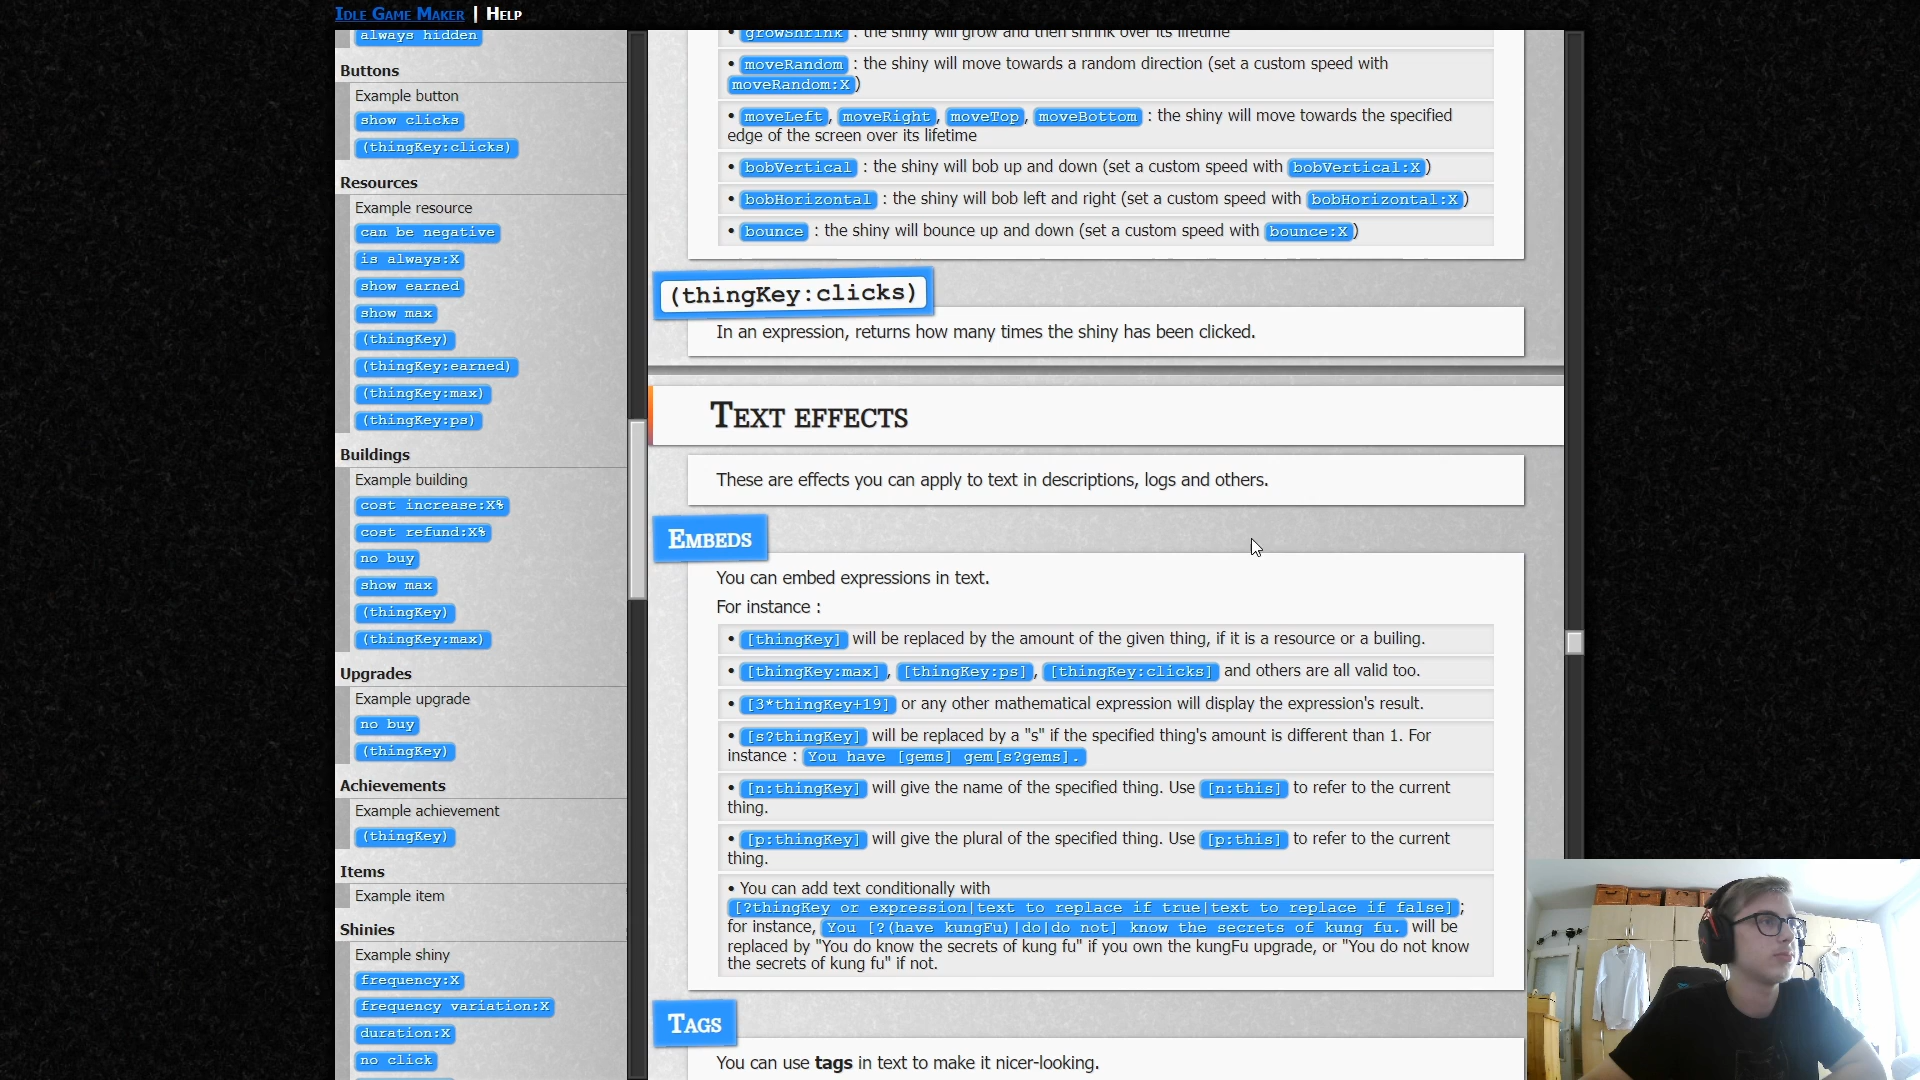 Idle Game Maker | Help
always hidden
Buttons
Example button
show clicks
(thingKey:clicks)
Resources
Example resource
can be negative
is always:X
show earned
show max
(thingKey)
(thingKey:earned)
(thingKey:max)
(thingKey:ps)
Buildings
Example building
cost increase:X%
cost refund:X%
no buy
show max
(thingKey)
(thingKey:max)
Upgrades
Example upgrade
no buy
(thingKey)
Achievements
Example achievement
(thingKey)
Items
Example item
Shinies
Example shiny
frequency:X
frequency variation:X
duration:X
no click
• growShrink : the shiny will grow and then shrink over its lifetime
• moveRandom : the shiny will move towards a random direction (set a custom speed with
moveRandom:X)
• moveLeft, moveRight, moveTop, moveBottom : the shiny will move towards the specified
edge of the screen over its lifetime
• bobVertical : the shiny will bob up and down (set a custom speed with bobVertical:X)
• bobHorizontal : the shiny will bob left and right (set a custom speed with bobHorizontal:X)
• bounce : the shiny will bounce up and down (set a custom speed with bounce:X)
(thingKey:clicks)
In an expression, returns how many times the shiny has been clicked.
Text effects
These are effects you can apply to text in descriptions, logs and others.
Embeds
You can embed expressions in text.
For instance :
• [thingKey] will be replaced by the amount of the given thing, if it is a resource or a builing.
• [thingKey:max], [thingKey:ps], [thingKey:clicks] and others are all valid too.
• [3*thingKey+19] or any other mathematical expression will display the expression's result.
• [s?thingKey] will be replaced by a "s" if the specified thing's amount is different than 1. For
instance : You have [gems] gem[s?gems].
• [n:thingKey] will give the name of the specified thing. Use [n:this] to refer to the current
thing.
• [p:thingKey] will give the plural of the specified thing. Use [p:this] to refer to the current
thing.
• You can add text conditionally with
[?thingKey or expression|text to replace if true|text to replace if false];
for instance, You [?(have kungFu)|do|do not] know the secrets of kung fu. will be
replaced by "You do know the secrets of kung fu" if you own the kungFu upgrade, or "You do not know
the secrets of kung fu" if not.
Tags
You can use tags in text to make it nicer-looking.